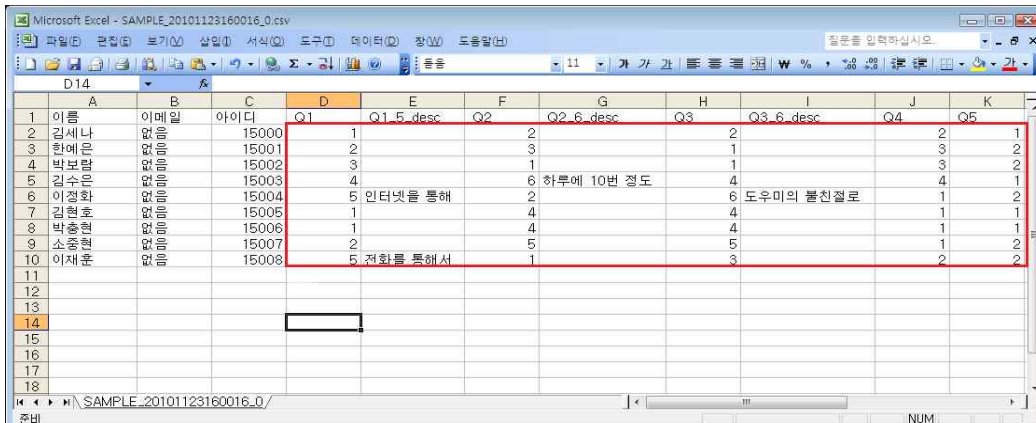 Microsoft Excel - SAMPLE_20101123160016_0.csv
파일(F) 편집(E) 보기(V) 삽입(I) 서식(O) 도구(T) 데이터(D) 창(W) 도움말(H) 질문을 입력하십시오.
돋움 11 가 가 가 ₩ %
D14 fx
A B C D E F G H I J K
1 이름 이메일 아이디 Q1 Q1_5_desc Q2 Q2_6_desc Q3 Q3_6_desc Q4 Q5
2 김세나 없음 15000 1 2 2 2 1
3 한예은 없음 15001 2 3 1 3 2
4 박보람 없음 15002 3 1 1 3 2
5 김수은 없음 15003 4 6 하루에 10번 정도 4 4 1
6 이정화 없음 15004 5 인터넷을 통해 2 6 도우미의 불친절로 1 2
7 김현호 없음 15005 1 4 4 1 1
8 박충현 없음 15006 1 4 4 1 1
9 소중현 없음 15007 2 5 5 1 2
10 이재훈 없음 15008 5 전화를 통해서 1 3 2 2
11
12
13
14
15
16
17
18
SAMPLE_20101123160016_0
준비 NUM